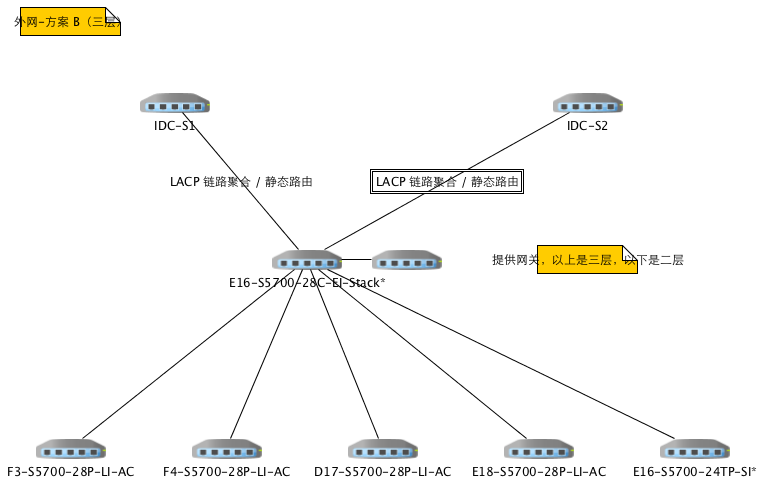 外网-方案 B（三层）
IDC-S1
IDC-S2
LACP 链路聚合 / 静态路由
LACP 链路聚合 / 静态路由
提供网关，以上是三层，以下是二层
E16-S5700-28C-EI-Stack*
F3-S5700-28P-LI-AC
F4-S5700-28P-LI-AC
D17-S5700-28P-LI-AC
E18-S5700-28P-LI-AC
E16-S5700-24TP-SI*